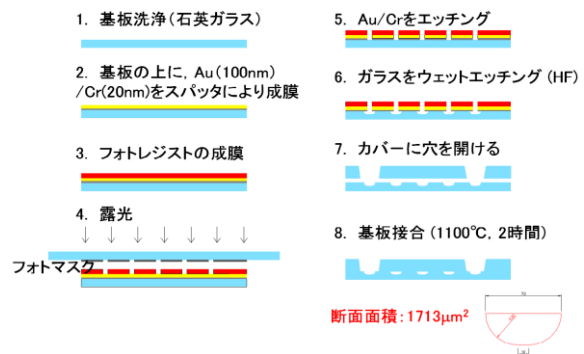 1. 基板洗浄(石英ガラス)
2. 基板の上に, Au(100nm)
/Cr(20nm)をスパッタにより成膜
3. フォトレジストの成膜
4. 露光
フォトマスク
5. Au/Crをエッチング
6. ガラスをウェットエッチング (HF)
7. カバーに穴を開ける
8. 基板接合 (1100℃, 2時間)
断面面積:1713μm²